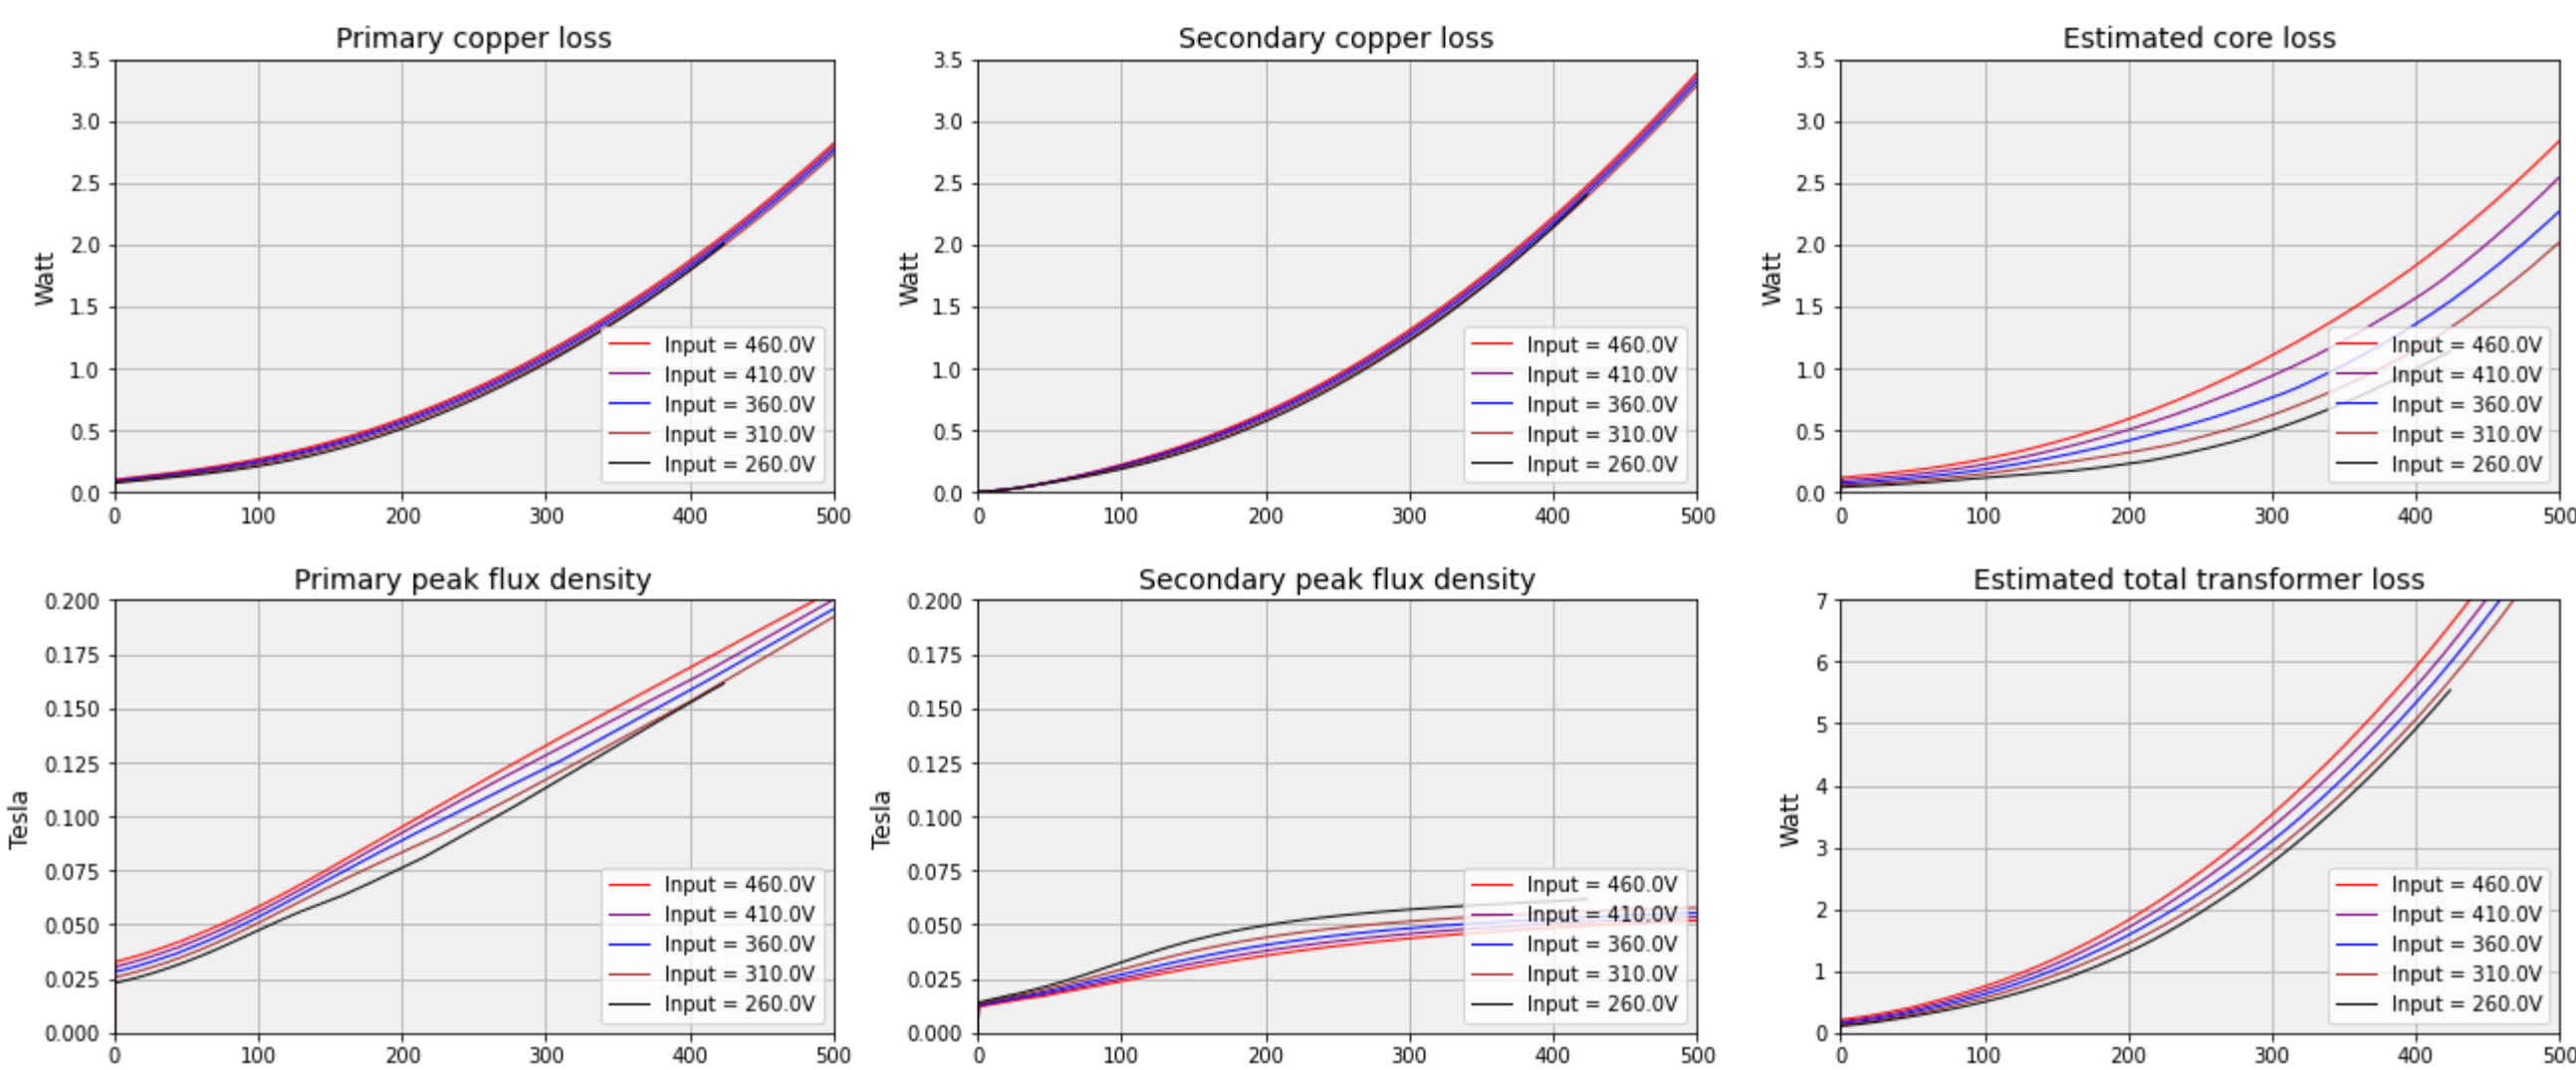 Primary copper loss
3.5
3.0
2.5
2.0
1.5
1.0
0.5
0.0
Watt
0 100 200 300 400 500
Input = 460.0V
Input = 410.0V
Input = 360.0V
Input = 310.0V
Input = 260.0V
Secondary copper loss
3.5
3.0
2.5
2.0
1.5
1.0
0.5
0.0
Watt
0 100 200 300 400 500
Input = 460.0V
Input = 410.0V
Input = 360.0V
Input = 310.0V
Input = 260.0V
Estimated core loss
3.5
3.0
2.5
2.0
1.5
1.0
0.5
0.0
Watt
0 100 200 300 400 500
Input = 460.0V
Input = 410.0V
Input = 360.0V
Input = 310.0V
Input = 260.0V
Primary peak flux density
0.200
0.175
0.150
0.125
0.100
0.075
0.050
0.025
0.000
Tesla
0 100 200 300 400 500
Input = 460.0V
Input = 410.0V
Input = 360.0V
Input = 310.0V
Input = 260.0V
Secondary peak flux density
0.200
0.175
0.150
0.125
0.100
0.075
0.050
0.025
0.000
Tesla
0 100 200 300 400 500
Input = 460.0V
Input = 410.0V
Input = 360.0V
Input = 310.0V
Input = 260.0V
Estimated total transformer loss
7
6
5
4
3
2
1
0
Watt
0 100 200 300 400 500
Input = 460.0V
Input = 410.0V
Input = 360.0V
Input = 310.0V
Input = 260.0V